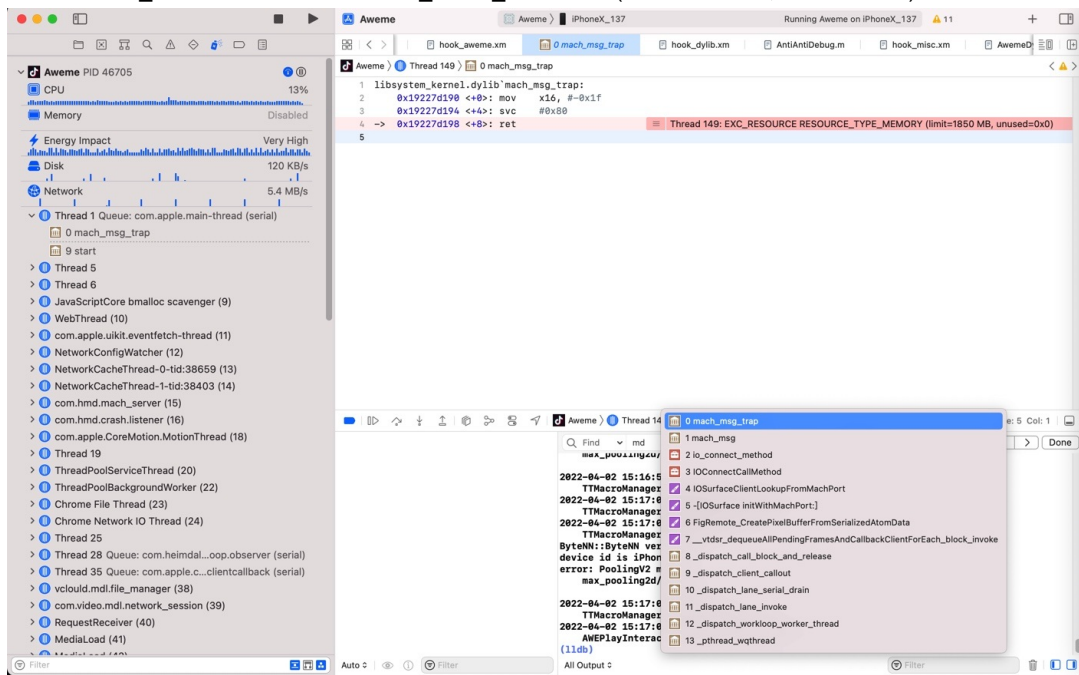 Aweme
Aweme 〉 iPhoneX_137
Running Aweme on iPhoneX_137
11
hook_aweme.xm
0 mach_msg_trap
hook_dylib.xm
AntiAntiDebug.m
hook_misc.xm
AwemeD
Aweme 〉 Thread 149 〉 0 mach_msg_trap
1 libsystem_kernel.dylib`mach_msg_trap:
2 0x19227d190 <+0>: mov x16, #-0x1f
3 0x19227d194 <+4>: svc #0x80
4 -> 0x19227d198 <+8>: ret
Thread 149: EXC_RESOURCE RESOURCE_TYPE_MEMORY (limit=1850 MB, unused=0x0)
5
Aweme PID 46705
CPU 13%
Memory Disabled
Energy Impact Very High
Disk 120 KB/s
Network 5.4 MB/s
Thread 1 Queue: com.apple.main-thread (serial)
0 mach_msg_trap
9 start
Thread 5
Thread 6
JavaScriptCore bmalloc scavenger (9)
WebThread (10)
com.apple.uikit.eventfetch-thread (11)
NetworkConfigWatcher (12)
NetworkCacheThread-0-tid:38659 (13)
NetworkCacheThread-1-tid:38403 (14)
com.hmd.mach_server (15)
com.hmd.crash.listener (16)
com.apple.CoreMotion.MotionThread (18)
Thread 19
ThreadPoolServiceThread (20)
ThreadPoolBackgroundWorker (22)
Chrome File Thread (23)
Chrome Network IO Thread (24)
Thread 25
Thread 28 Queue: com.heimdal...oop.observer (serial)
Thread 35 Queue: com.apple.c...clientcallback (serial)
vclould.mdl.file_manager (38)
com.video.mdl.network_session (39)
RequestReceiver (40)
MediaLoad (41)
Filter
Aweme 〉 Thread 14
e: 5 Col: 1
Find md
Done
max_pooling2d/
2022-04-02 15:16:5
TTMacroManager
2022-04-02 15:17:0
TTMacroManager
2022-04-02 15:17:0
TTMacroManager
ByteNN::ByteNN ver
device id is iPhon
error: PoolingV2 m
max_pooling2d/
2022-04-02 15:17:0
TTMacroManager
2022-04-02 15:17:0
AWEPlayInterac
(lldb)
0 mach_msg_trap
1 mach_msg
2 io_connect_method
3 IOConnectCallMethod
4 IOSurfaceClientLookupFromMachPort
5 -[IOSurface initWithMachPort:]
6 FigRemote_CreatePixelBufferFromSerializedAtomData
7 __vtdsr_dequeueAllPendingFramesAndCallbackClientForEach_block_invoke
8 _dispatch_call_block_and_release
9 _dispatch_client_callout
10 _dispatch_lane_serial_drain
11 _dispatch_lane_invoke
12 _dispatch_workloop_worker_thread
13 _pthread_wqthread
Auto
Filter
All Output
Filter